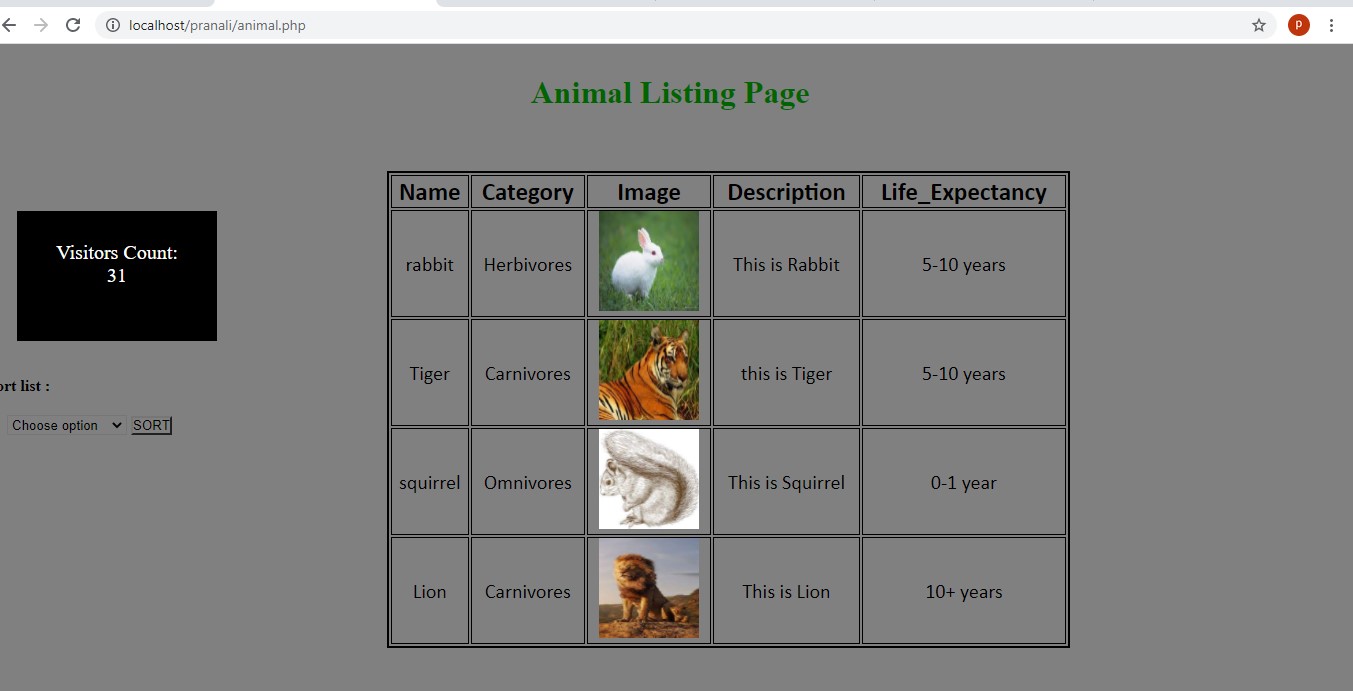 localhost/pranali/animal.php
P
Animal Listing Page
Visitors Count:
31
ort list :
Choose option SORT
Name Category Image Description Life_Expectancy
rabbit Herbivores This is Rabbit 5-10 years
Tiger Carnivores this is Tiger 5-10 years
squirrel Omnivores This is Squirrel 0-1 year
Lion Carnivores This is Lion 10+ years